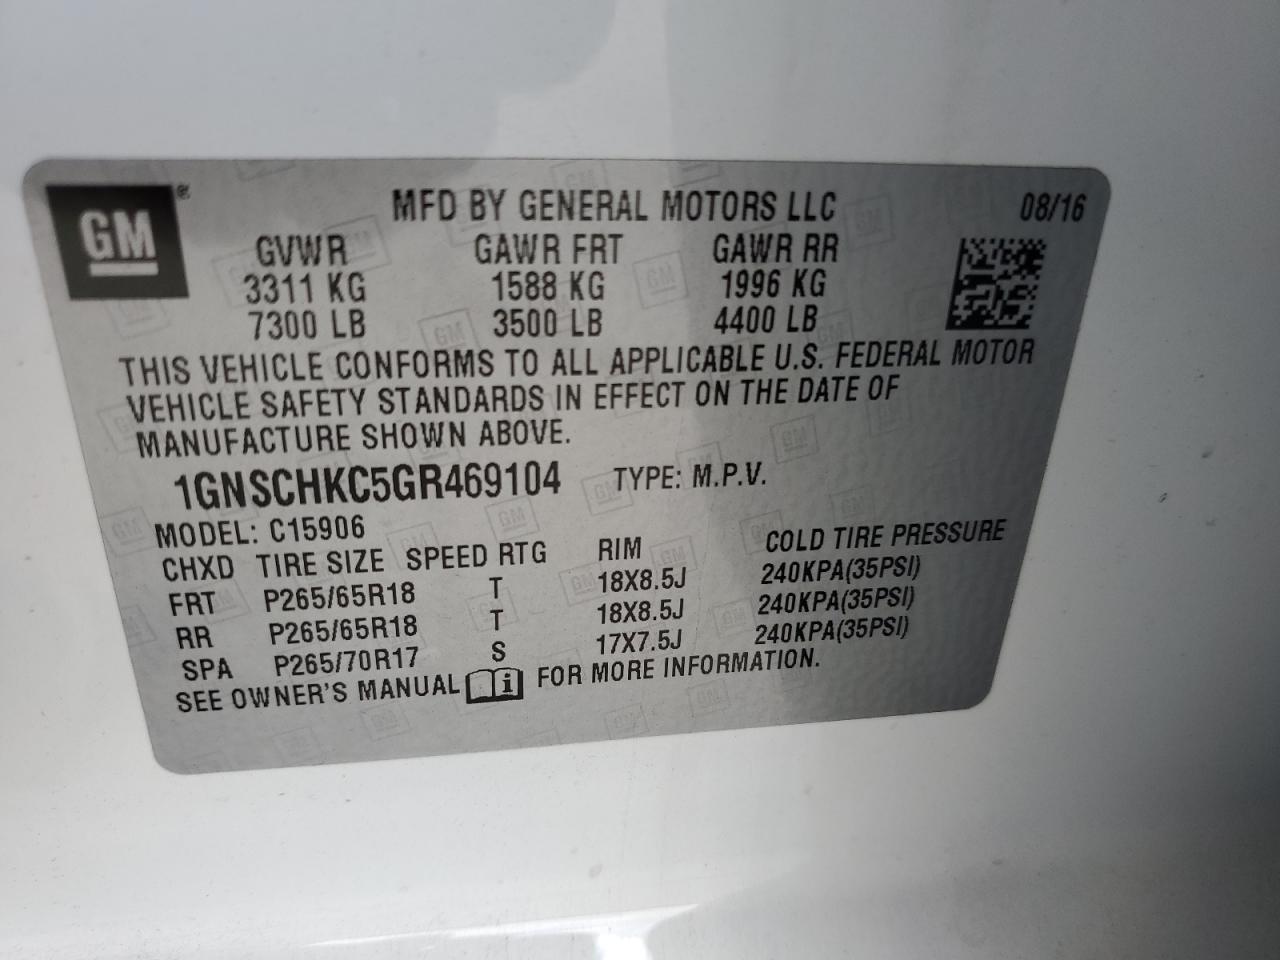 GM ® MFD BY GENERAL MOTORS LLC 08/16
GVWR GAWR FRT GAWR RR
3311 KG 1588 KG 1996 KG
7300 LB 3500 LB 4400 LB
THIS VEHICLE CONFORMS TO ALL APPLICABLE U.S. FEDERAL MOTOR
VEHICLE SAFETY STANDARDS IN EFFECT ON THE DATE OF
MANUFACTURE SHOWN ABOVE.
1GNSCHKC5GR469104 TYPE: M.P.V.
MODEL: C15906
CHXD TIRE SIZE SPEED RTG RIM COLD TIRE PRESSURE
FRT P265/65R18 T 18X8.5J 240KPA(35PSI)
RR P265/65R18 T 18X8.5J 240KPA(35PSI)
SPA P265/70R17 S 17X7.5J 240KPA(35PSI)
SEE OWNER'S MANUAL i FOR MORE INFORMATION.